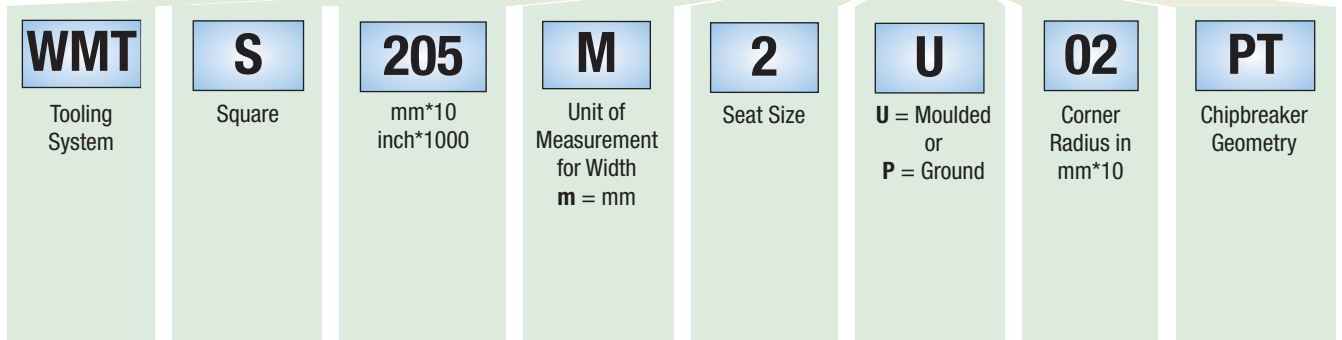 WMT
Tooling
System
S
Square
205
mm*10
inch*1000
M
Unit of
Measurement
for Width
m = mm
2
Seat Size
U
U = Moulded
or
P = Ground
02
Corner
Radius in
mm*10
PT
Chipbreaker
Geometry